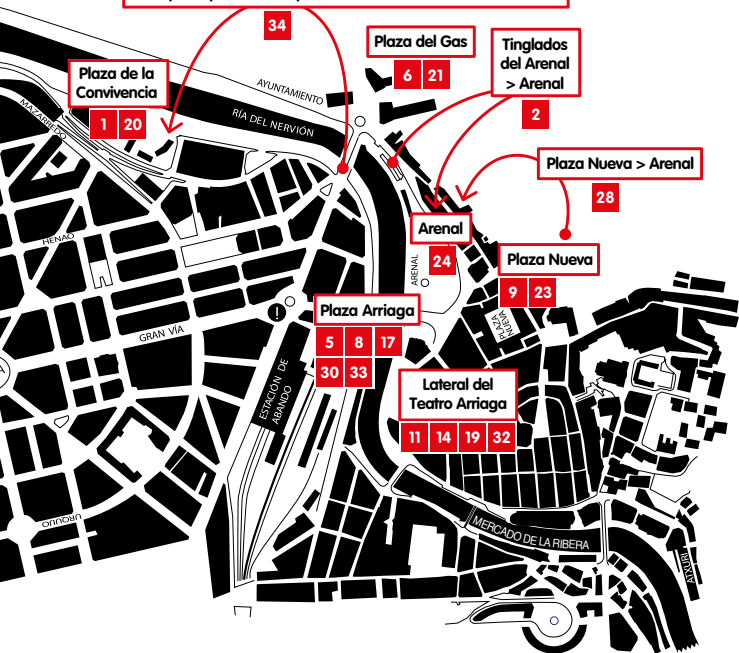 34
Plaza del Gas
6 21
Tinglados
del Arenal
> Arenal
2
Plaza de la
Convivencia
1 20
AYUNTAMIENTO
RÍA DEL NERVIÓN
MAZARREDO
Plaza Nueva > Arenal
28
Arenal
24
HENAO
ARENAL
Plaza Nueva
9 23
PLAZA
NUEVA
!
Plaza Arriaga
5 8 17
30 33
GRAN VÍA
ESTACIÓN DE
ABANDO
Lateral del
Teatro Arriaga
11 14 19 32
URQUIJO
MERCADO DE LA RIBERA
ATXURI